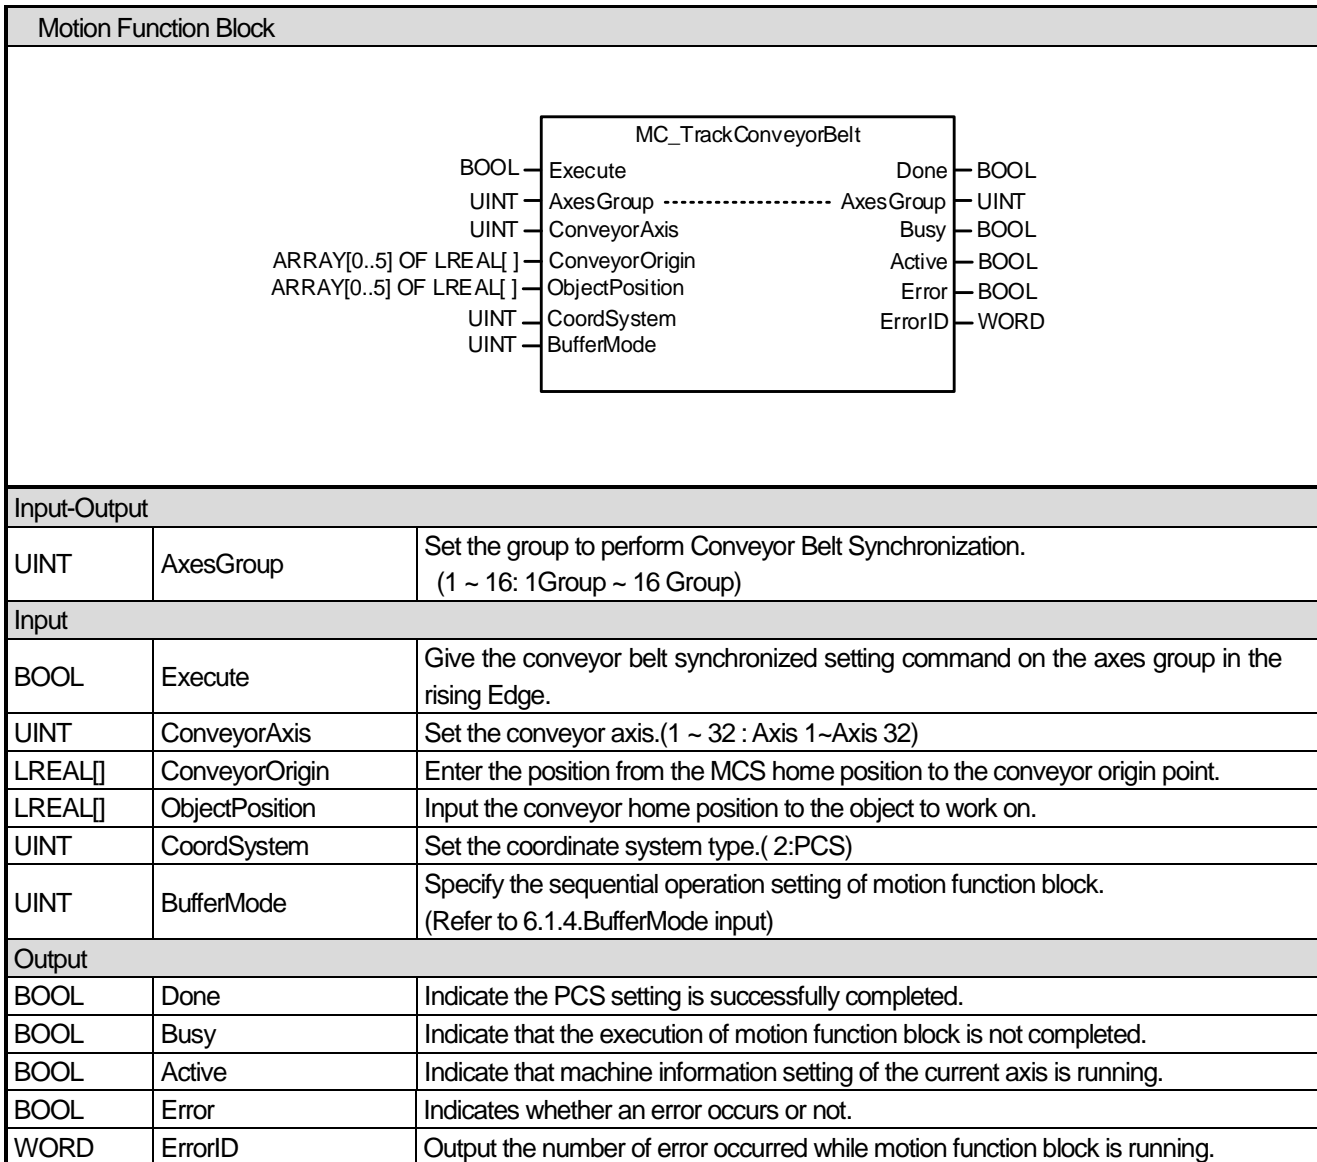 Motion Function Block
MC_TrackConveyorBelt
BOOL Execute Done BOOL
UINT AxesGroup AxesGroup UINT
UINT ConveyorAxis Busy BOOL
ARRAY[0..5] OF LREAL[ ] ConveyorOrigin Active BOOL
ARRAY[0..5] OF LREAL[ ] ObjectPosition Error BOOL
UINT CoordSystem ErrorID WORD
UINT BufferMode
Input-Output
UINT AxesGroup Set the group to perform Conveyor Belt Synchronization.
(1 ~ 16: 1Group ~ 16 Group)
Input
BOOL Execute Give the conveyor belt synchronized setting command on the axes group in the
rising Edge.
UINT ConveyorAxis Set the conveyor axis.(1 ~ 32 : Axis 1~Axis 32)
LREAL[] ConveyorOrigin Enter the position from the MCS home position to the conveyor origin point.
LREAL[] ObjectPosition Input the conveyor home position to the object to work on.
UINT CoordSystem Set the coordinate system type.( 2:PCS)
UINT BufferMode Specify the sequential operation setting of motion function block.
(Refer to 6.1.4.BufferMode input)
Output
BOOL Done Indicate the PCS setting is successfully completed.
BOOL Busy Indicate that the execution of motion function block is not completed.
BOOL Active Indicate that machine information setting of the current axis is running.
BOOL Error Indicates whether an error occurs or not.
WORD ErrorID Output the number of error occurred while motion function block is running.